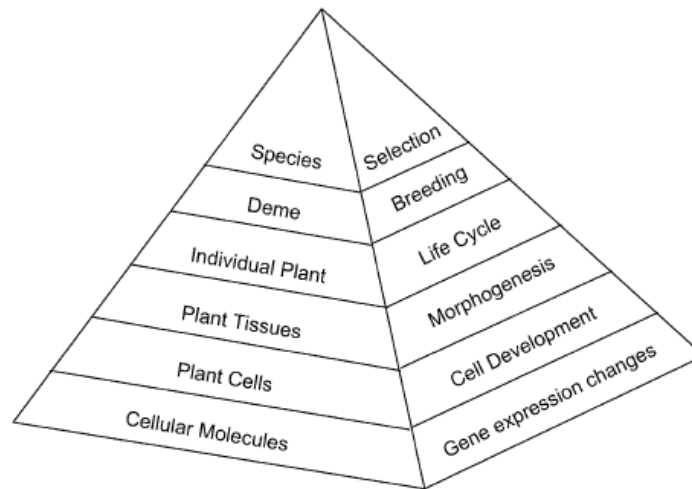 Species
Selection
Deme
Breeding
Individual Plant
Life Cycle
Plant Tissues
Morphogenesis
Plant Cells
Cell Development
Cellular Molecules
Gene expression changes